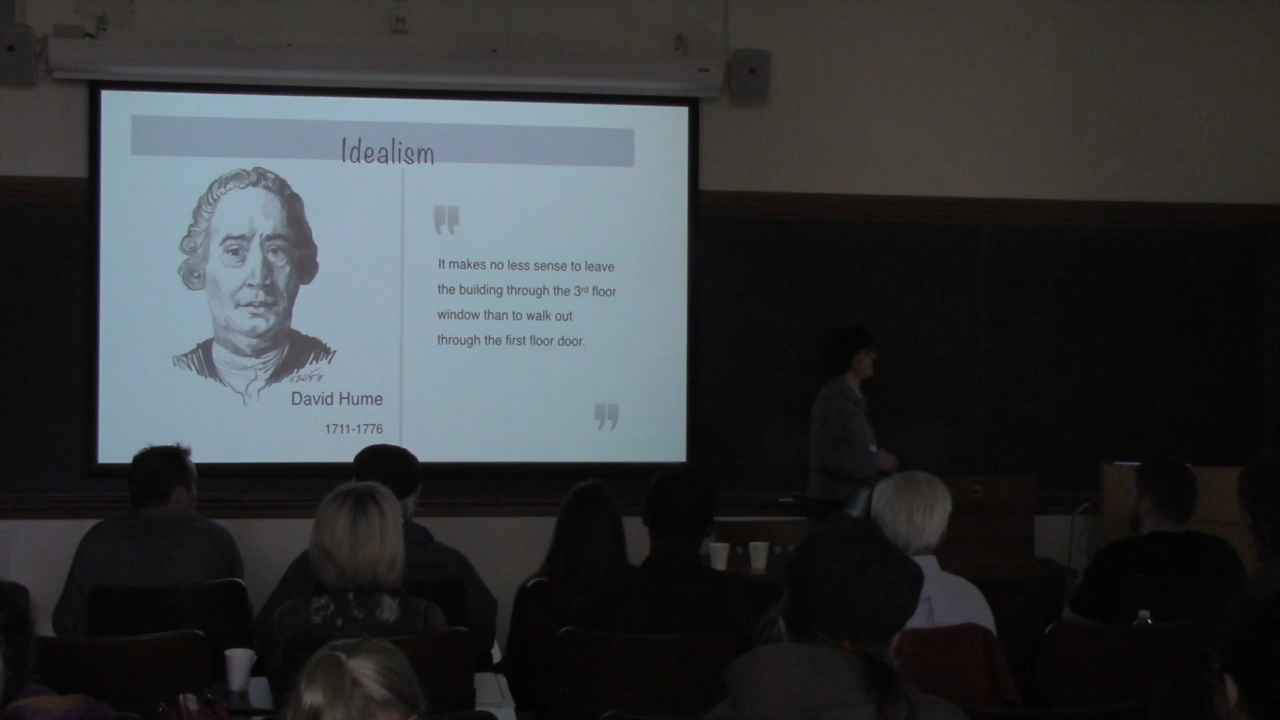 Idealism
It makes no less sense to leave
the building through the 3rd floor
window than to walk out
through the first floor door.
David Hume
1711-1776